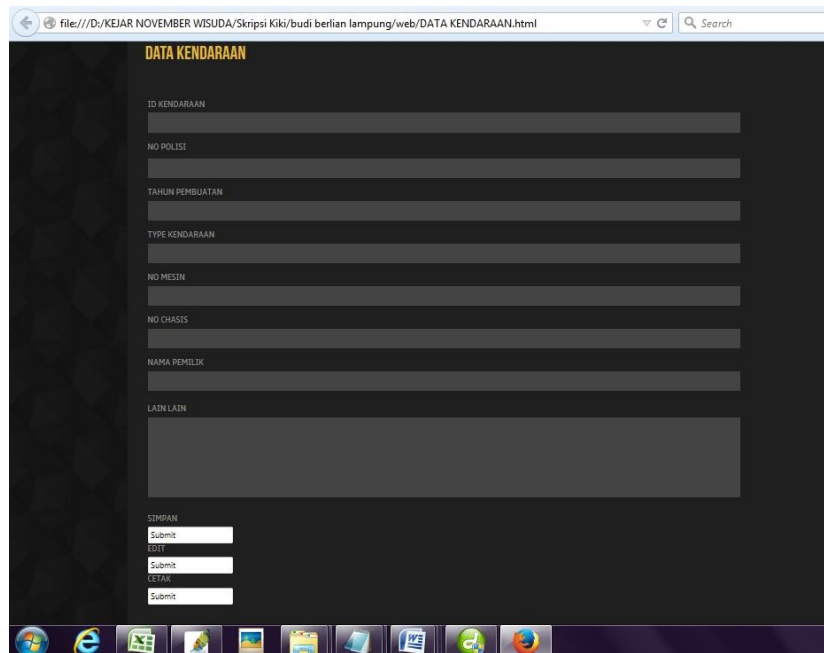 file:///D:/KEJAR NOVEMBER WISUDA/Skripsi Kiki/budi berlian lampung/web/DATA KENDARAAN.html
Search
DATA KENDARAAN
ID KENDARAAN
NO POLISI
TAHUN PEMBUATAN
TYPE KENDARAAN
NO MESIN
NO CHASIS
NAMA PEMILIK
LAIN LAIN
SIMPAN
Submit
EDIT
Submit
CETAK
Submit